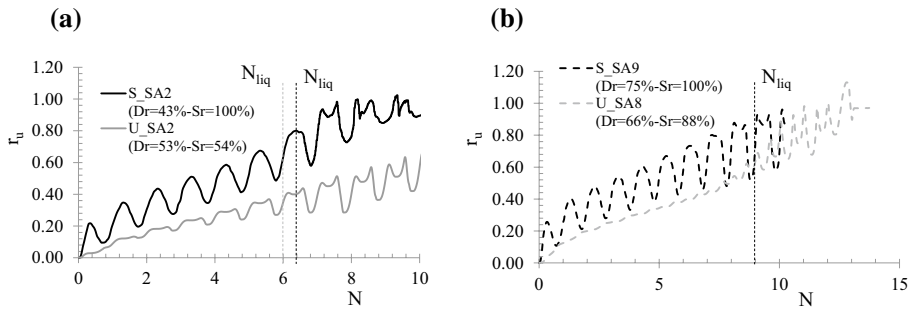 (a)
N_liq N_liq
1.20
1.00
0.80
0.60
0.40
0.20
0.00
r_u
S_SA2
(Dr=43%-Sr=100%)
U_SA2
(Dr=53%-Sr=54%)
0 2 4 6 8 10
N
(b)
N_liq
1.20
1.00
0.80
0.60
0.40
0.20
0.00
r_u
S_SA9
(Dr=75%-Sr=100%)
U_SA8
(Dr=66%-Sr=88%)
0 5 10 15
N